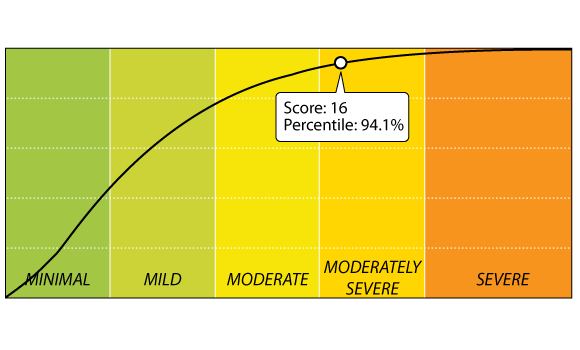 Score: 16
Percentile: 94.1%
MINIMAL
MILD
MODERATE
MODERATELY
SEVERE
SEVERE